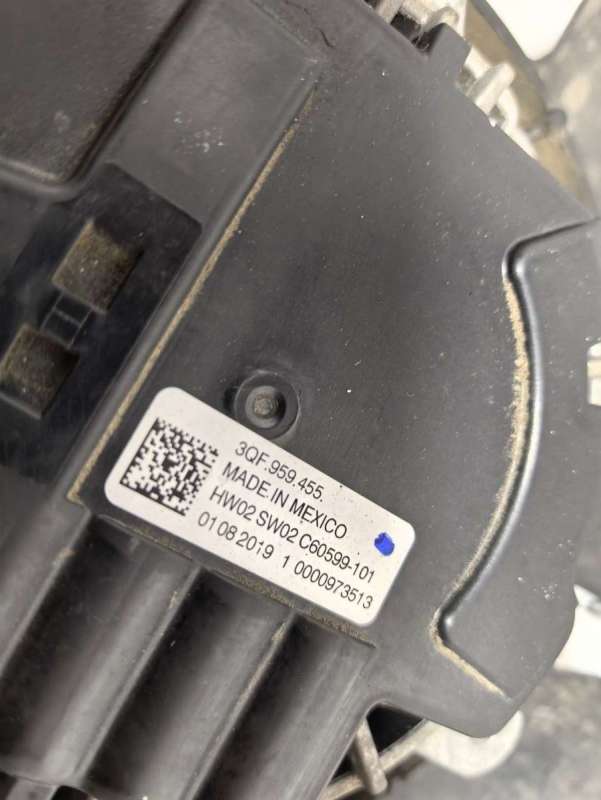 3QF.959.455.
MADE.IN MEXICO
HW02 SW02 C60599-101
01 08 2019 1 0000973513